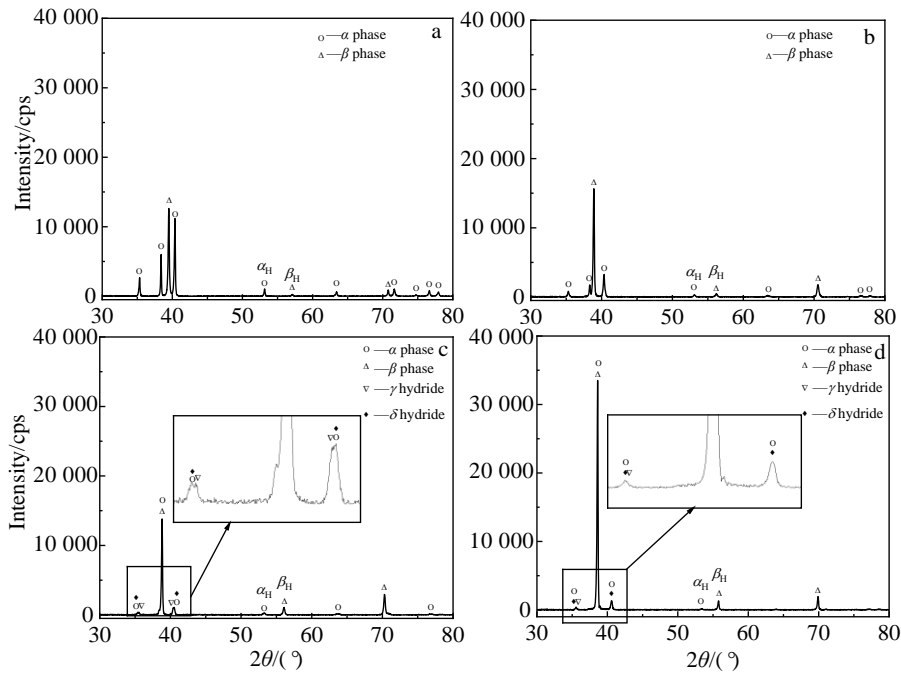 40 000
30 000
20 000
10 000
0
Intensity/cps
a
o —α phase
Δ —β phase
Δ
O
O
O
αH
O
βH
Δ
O
Δ O
O
O
O
30 40 50 60 70 80
40 000
30 000
20 000
10 000
0
b
o —α phase
Δ —β phase
Δ
O
O
O
αH
O
βH
Δ
O
Δ
O O
30 40 50 60 70 80
40 000
30 000
20 000
10 000
0
Intensity/cps
c
o —α phase
Δ —β phase
∇ —γ hydride
♦ —δ hydride
♦
O∇
♦
∇O
O
Δ
♦
O∇
♦
∇O
αH
O
βH
Δ
O
Δ
O
30 40 50 60 70 80
2θ/(°)
40 000
30 000
20 000
10 000
0
d
o —α phase
Δ —β phase
∇ —γ hydride
♦ —δ hydride
O
♦∇
O
♦
O
Δ
O
♦∇
O
♦
αH
O
βH
Δ
Δ
30 40 50 60 70 80
2θ/(°)